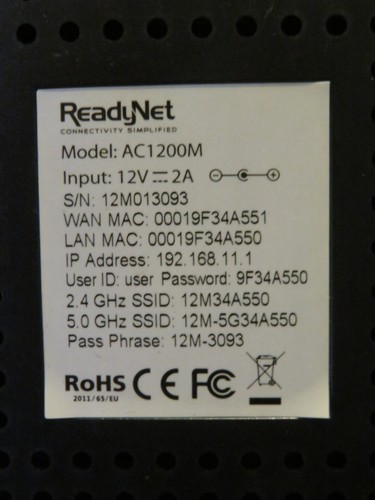 ReadyNet
CONNECTIVITY SIMPLIFIED
Model: AC1200M
Input: 12V⎓2A
S/N: 12M013093
WAN MAC: 00019F34A551
LAN MAC: 00019F34A550
IP Address: 192.168.11.1
User ID: user Password: 9F34A550
2.4 GHz SSID: 12M34A550
5.0 GHz SSID: 12M-5G34A550
Pass Phrase: 12M-3093
RoHS CE FC
2011/65/EU